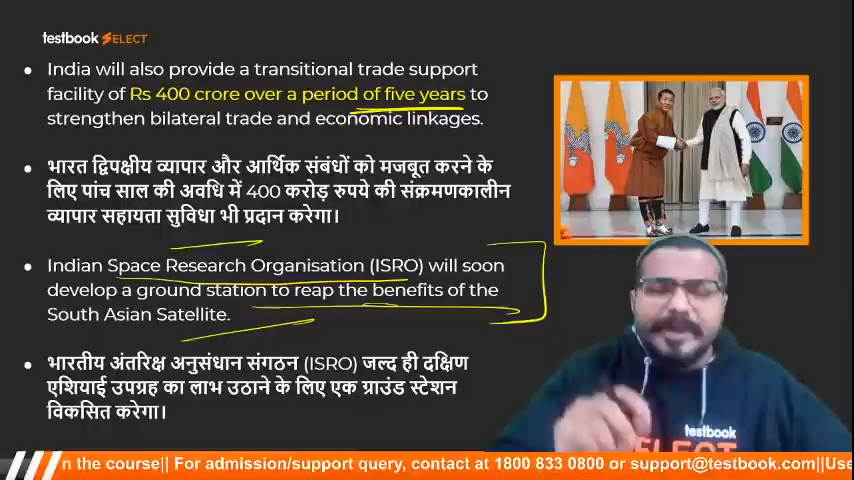 testbook SELECT
India will also provide a transitional trade support
facility of Rs 400 crore over a period of five years to
strengthen bilateral trade and economic linkages.
भारत द्विपक्षीय व्यापार और आर्थिक संबंधों को मजबूत करने के
लिए पांच साल की अवधि में 400 करोड़ रुपये की संक्रमणकालीन
व्यापार सहायता सुविधा भी प्रदान करेगा।
Indian Space Research Organisation (ISRO) will soon
develop a ground station to reap the benefits of the
South Asian Satellite.
भारतीय अंतरिक्ष अनुसंधान संगठन (ISRO) जल्द ही दक्षिण
एशियाई उपग्रह का लाभ उठाने के लिए एक ग्राउंड स्टेशन
विकसित करेगा।
testbook
SELECT
n the course|| For admission/support query, contact at 1800 833 0800 or support@testbook.com||Use